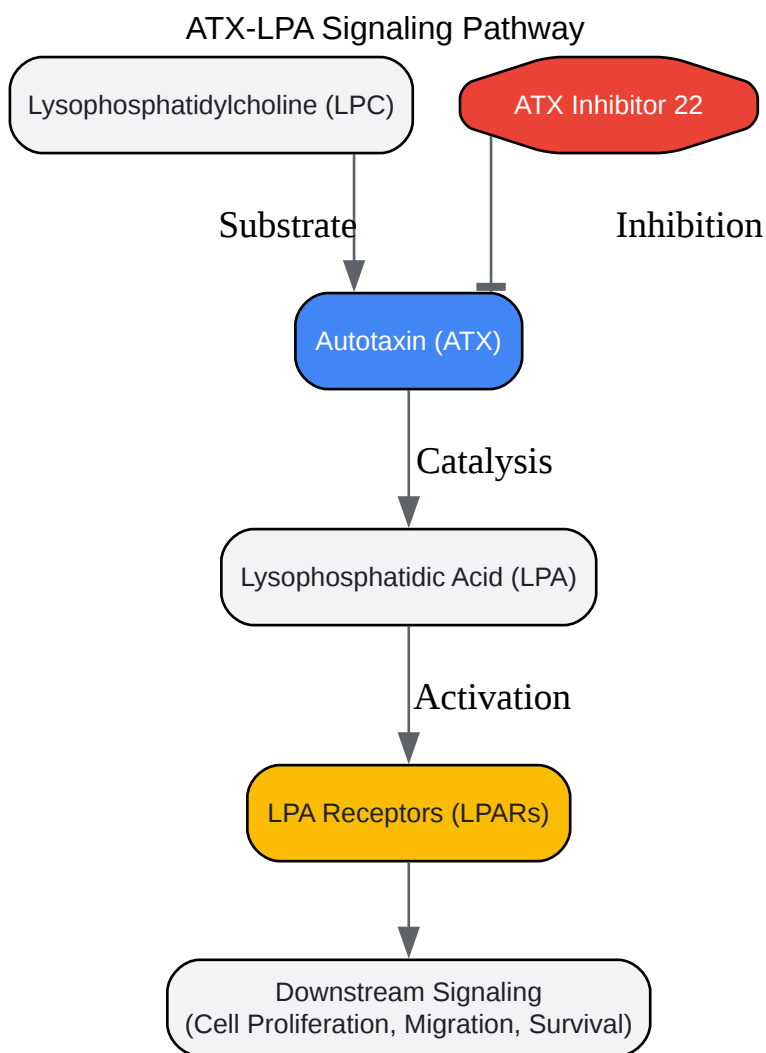 ATX-LPA Signaling Pathway
Lysophosphatidylcholine (LPC)
ATX Inhibitor 22
Substrate
Inhibition
Autotaxin (ATX)
Catalysis
Lysophosphatidic Acid (LPA)
Activation
LPA Receptors (LPARs)
Downstream Signaling
(Cell Proliferation, Migration, Survival)